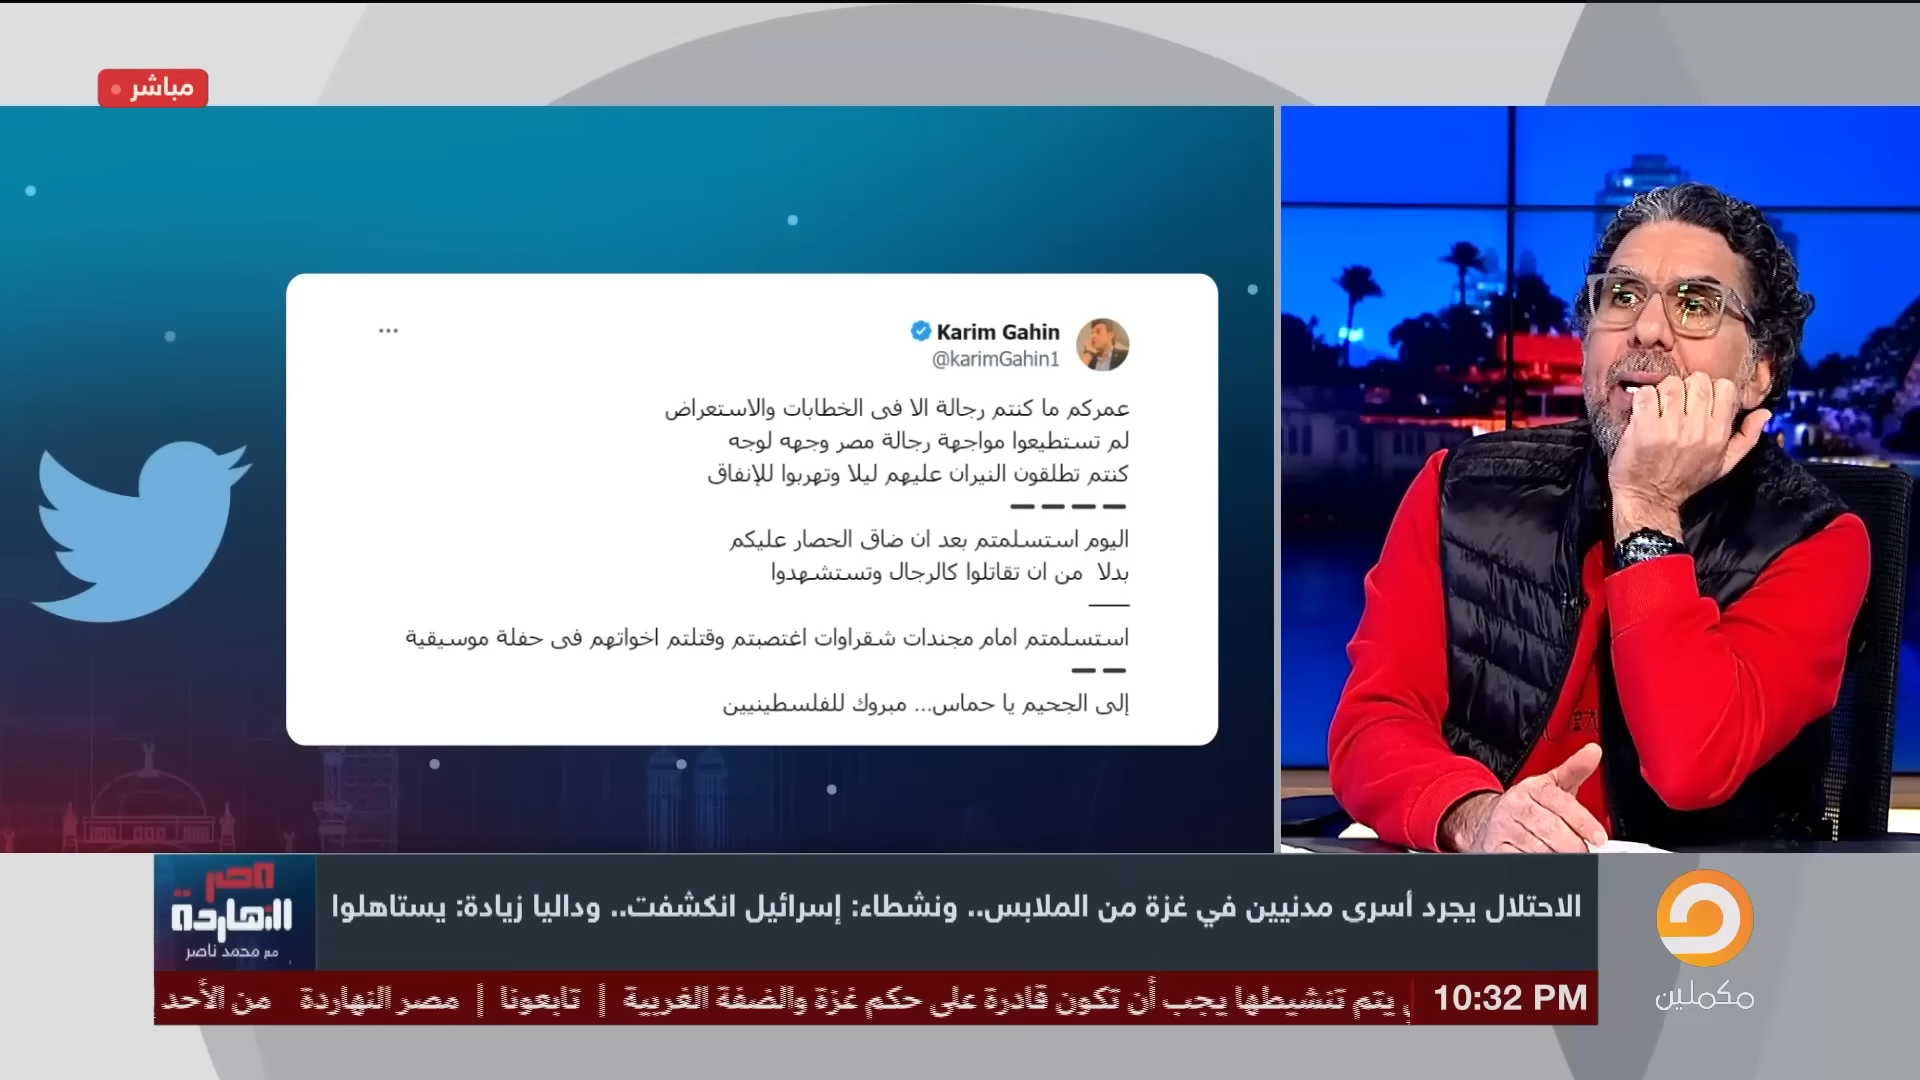 مباشر
Karim Gahin
@karimGahin1
عمركم ما كنتم رجالة الا فى الخطابات والاستعراض
لم تستطيعوا مواجهة رجالة مصر وجهه لوجه
كنتم تطلقون النيران عليهم ليلا وتهربوا للإنفاق
اليوم استسلمتم بعد ان ضاق الحصار عليكم
بدلا من ان تقاتلوا كالرجال وتستشهدوا
استسلمتم امام مجندات شقراوات اغتصبتم وقتلتم اخواتهم فى حفلة موسيقية
إلى الجحيم يا حماس... مبروك للفلسطينيين
الاحتلال يجرد أسرى مدنيين في غزة من الملابس.. ونشطاء: إسرائيل انكشفت.. وداليا زيادة: يستاهلوا
مصر
النهاردة
مع محمد ناصر
10:32 PM
يتم تنشيطها يجب أن تكون قادرة على حكم غزة والضفة الغربية | تابعونا | مصر النهاردة من الأحد
مكملين